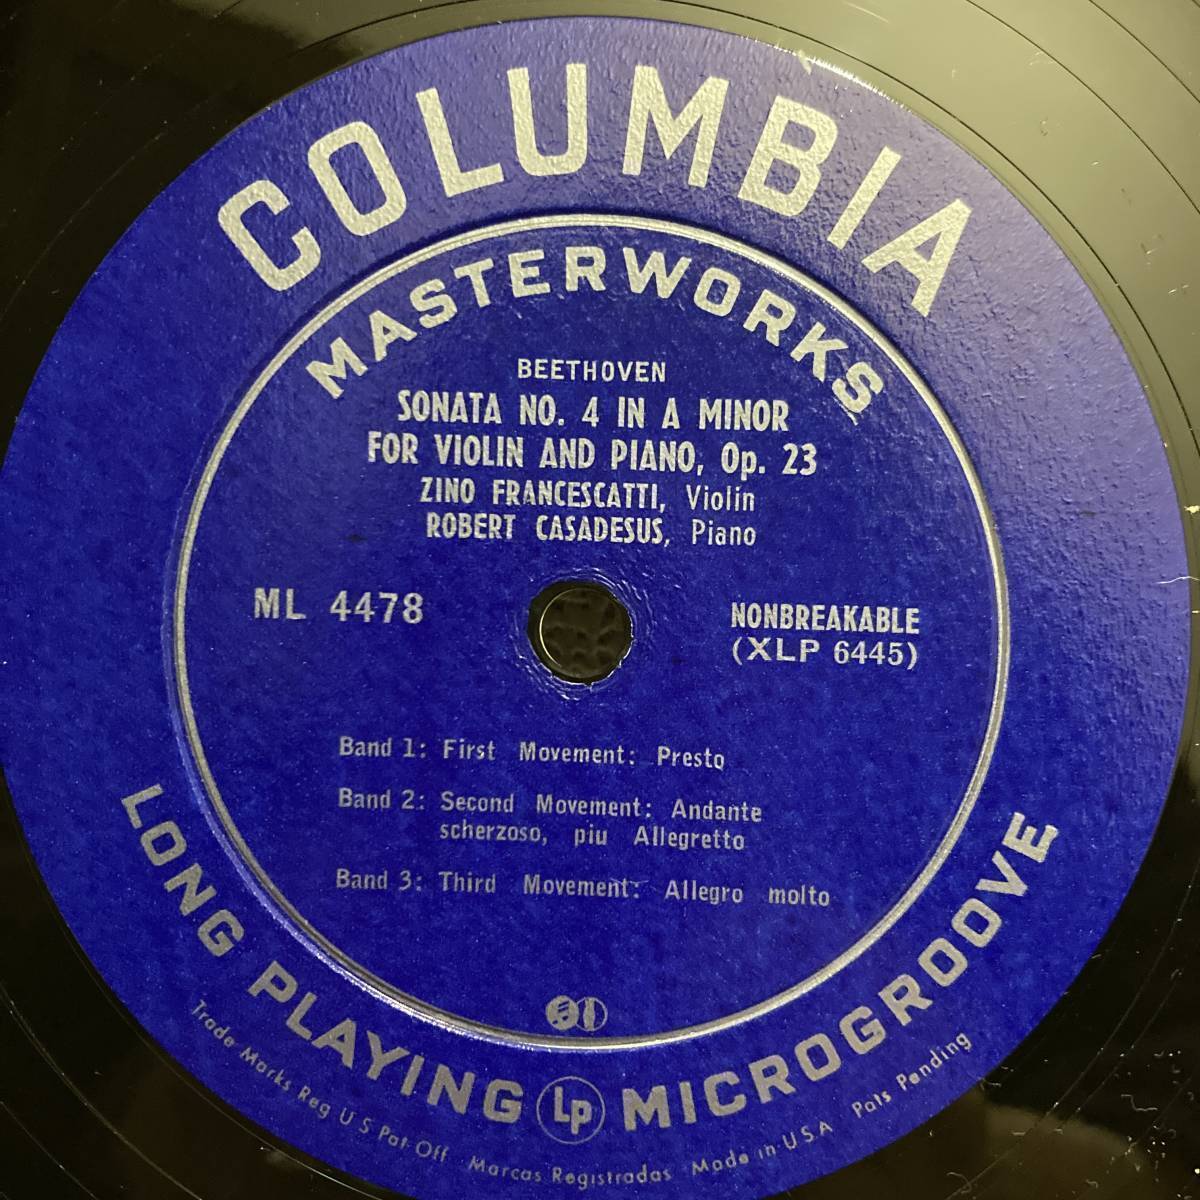 COLUMBIA
MASTERWORKS
BEETHOVEN
SONATA NO. 4 IN A MINOR
FOR VIOLIN AND PIANO, Op. 23
ZINO FRANCESCATTI, Violin
ROBERT CASADESUS, Piano
ML 4478
NONBREAKABLE
(XLP 6445)
Band 1: First Movement: Presto
Band 2: Second Movement: Andante
scherzoso, piu Allegretto
Band 3: Third Movement: Allegro molto
LONG PLAYING Lp MICROGROOVE
Trade Marks Reg U S Pat Off Marcas Registradas Made in U.S.A Pats Pending